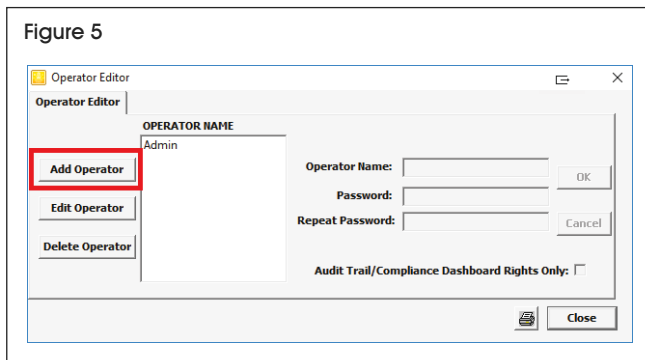 Figure 5
Operator Editor
Operator Editor
OPERATOR NAME
Admin
Add Operator
Edit Operator
Delete Operator
Operator Name:
OK
Password:
Repeat Password:
Cancel
Audit Trail/Compliance Dashboard Rights Only:
Close